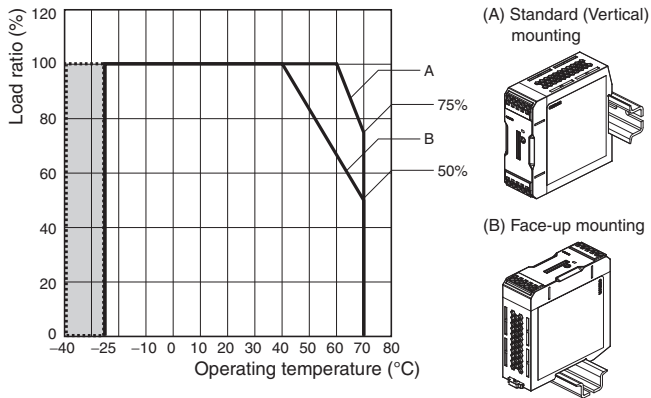 Load ratio (%)
120
100
80
60
40
20
0
–40 –25 –10 0 10 20 30 40 50 60 70 80
Operating temperature (°C)
A
75%
B
50%
(A) Standard (Vertical)
mounting
(B) Face-up mounting